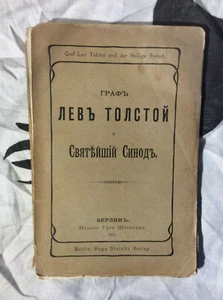 Graf Leo Tolstoi und der Heilige Synod.
ГРАФЪ
ЛЕВЪ ТОЛСТОЙ
и
СВЯТѢЙШІЙ СИНОДЪ.
БЕРЛИНЪ.
Изданіе Гуго Штейница.
Berlin, Hugo Steinitz Verlag.